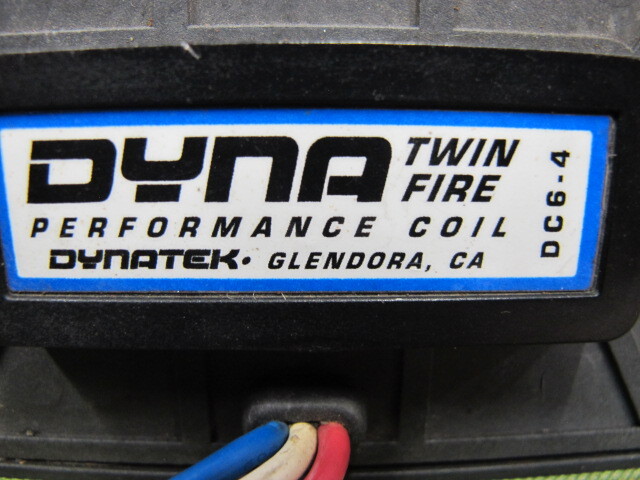 DYNA TWIN FIRE
PERFORMANCE COIL
DYNATEK· GLENDORA, CA
DC6-4